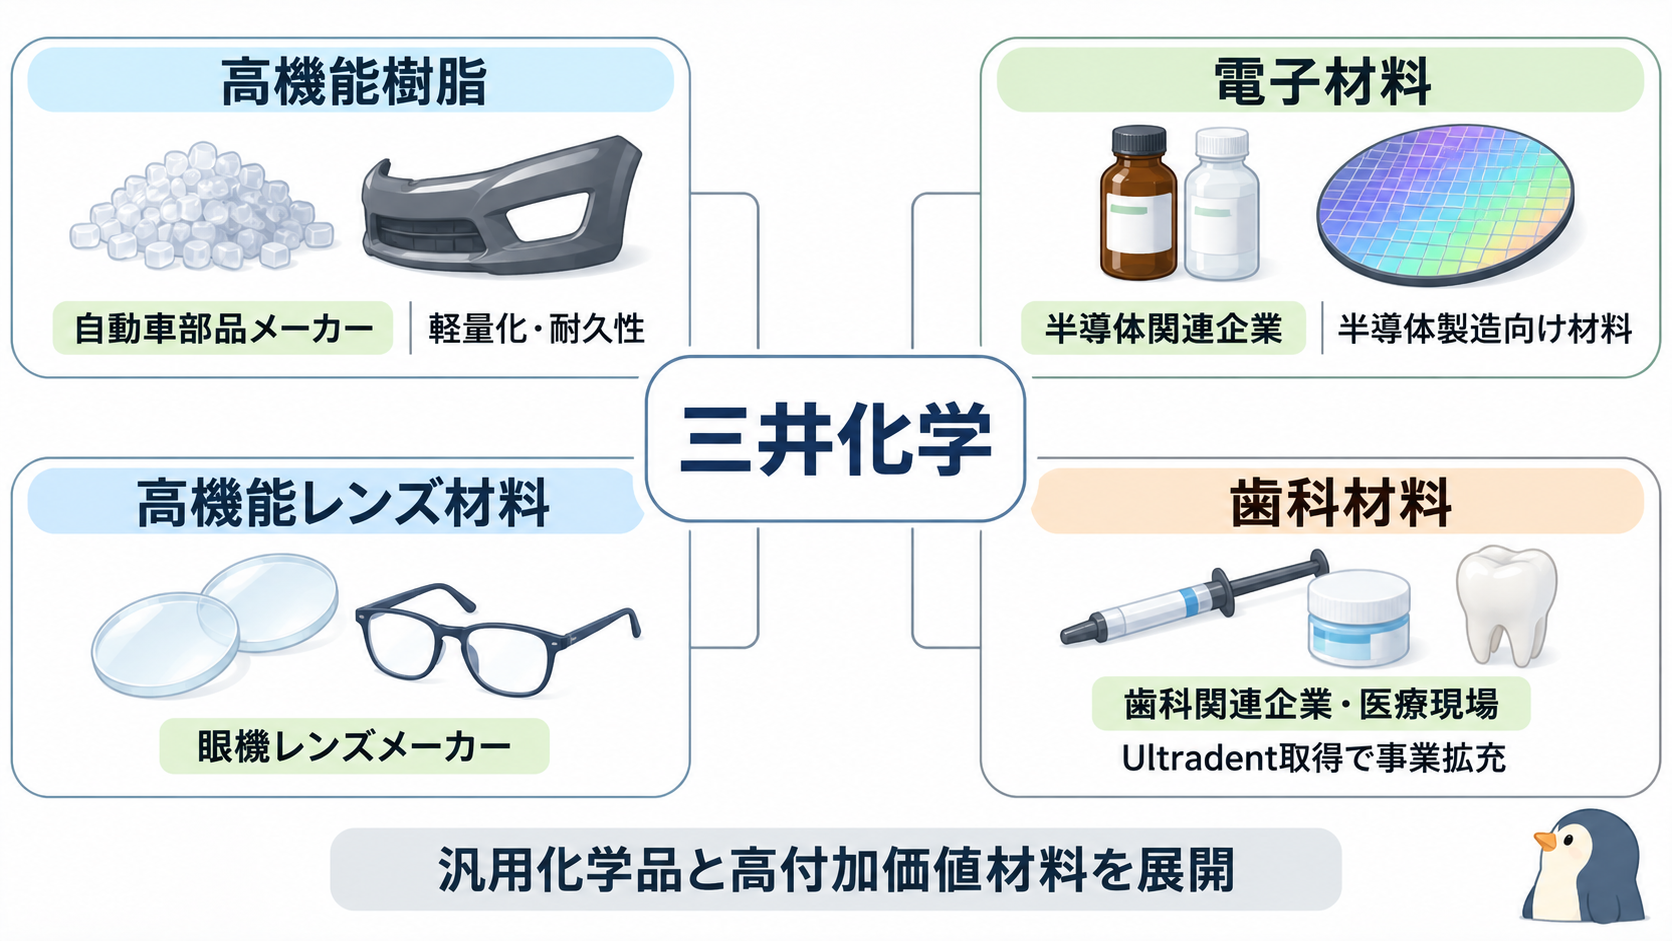 高機能樹脂
自動車部品メーカー
軽量化・耐久性
電子材料
半導体関連企業
半導体製造向け材料
三井化学
高機能レンズ材料
眼機レンズメーカー
歯科材料
歯科関連企業・医療現場
Ultradent取得で事業拡充
汎用化学品と高付加価値材料を展開